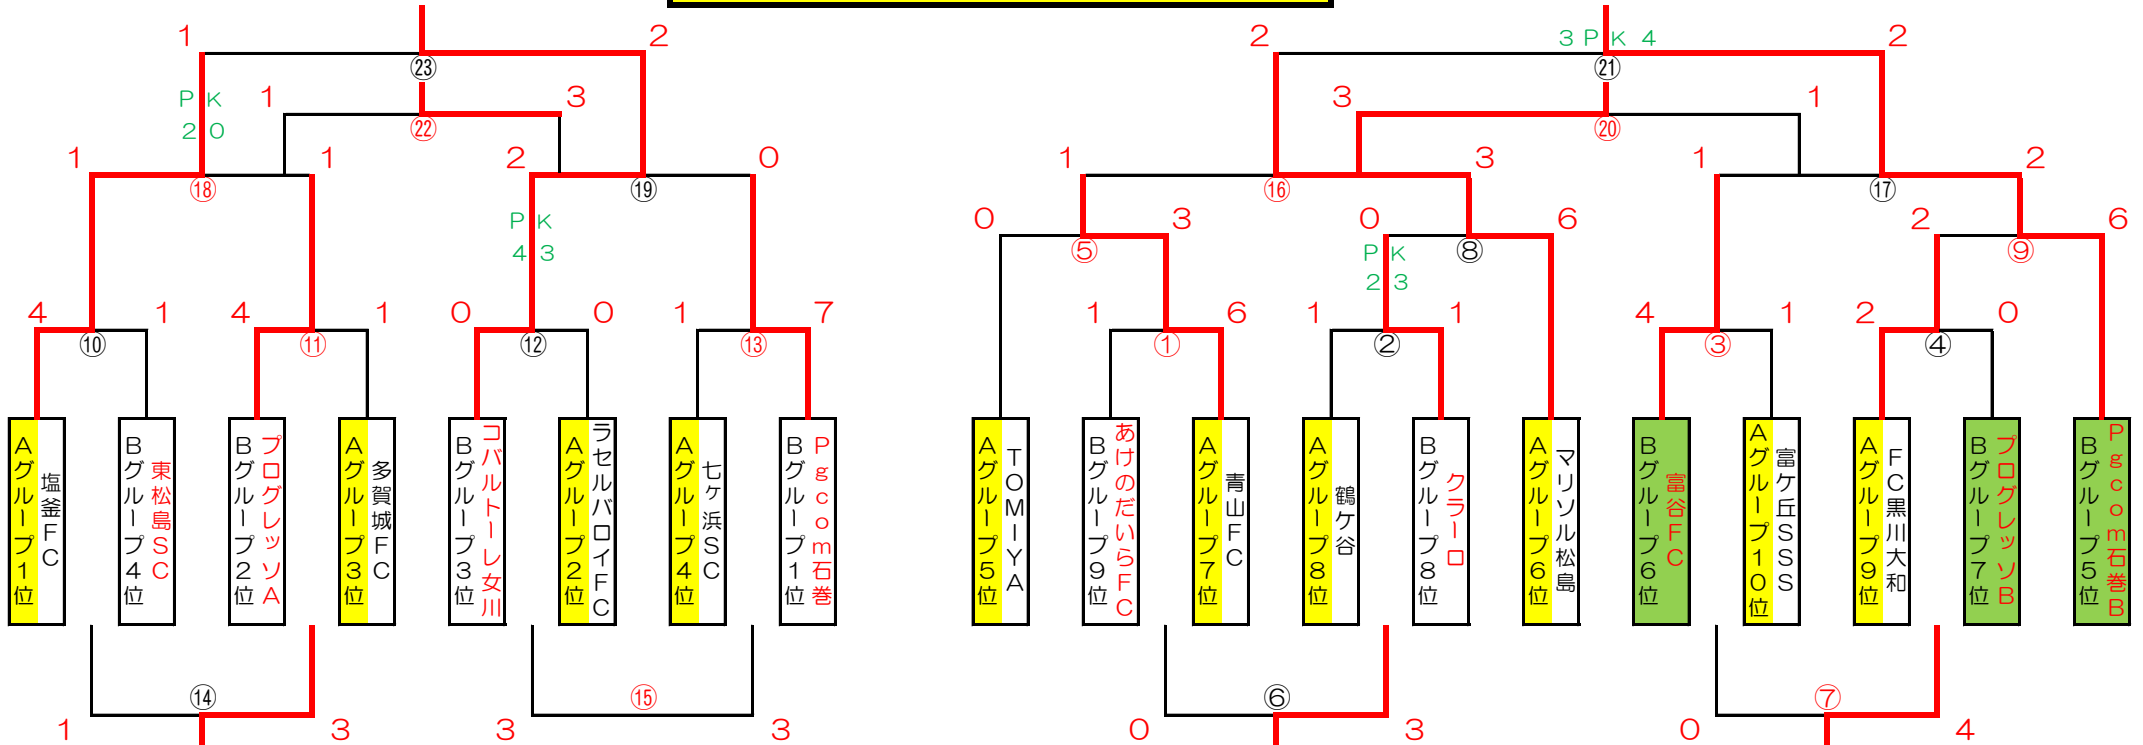 1 2 2 3PK4 2
㉓ ㉑
PK 1 3 3 1
20 ㉒ ⑳
1 1 2 0 1 3 1 2
⑱ ⑲ ⑯ ⑰
PK 0 3 0 6 2 6
43 ⑤ PK ⑧ ⑨
23
4 1 4 1 0 0 1 7 1 6 1 1 4 1 2 0
⑩ ⑪ ⑫ ⑬ ① ② ③ ④
Aグループ1位
塩釜FC
Bグループ4位
東松島SC
Bグループ2位
プログレッソA
Aグループ3位
多賀城FC
Bグループ3位
コバルトーレ女川
Aグループ2位
ラセルバロイFC
Aグループ4位
七ヶ浜SC
Bグループ1位
Pgcom石巻
Aグループ5位
TOMIYA
Bグループ9位
あけのだいらFC
Aグループ7位
青山FC
Aグループ8位
鶴ケ谷
Bグループ8位
クラーロ
Aグループ6位
マリソル松島
Bグループ6位
富谷FC
Aグループ10位
富ケ丘SSS
Aグループ9位
FC黒川大和
Bグループ7位
プログレッソB
Bグループ5位
Pgcom石巻B
⑭ ⑮ ⑥ ⑦
1 3 3 3 0 3 0 4